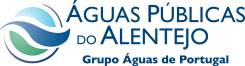 ÁGUAS PÚBLICAS
DO ALENTEJO
Grupo Águas de Portugal